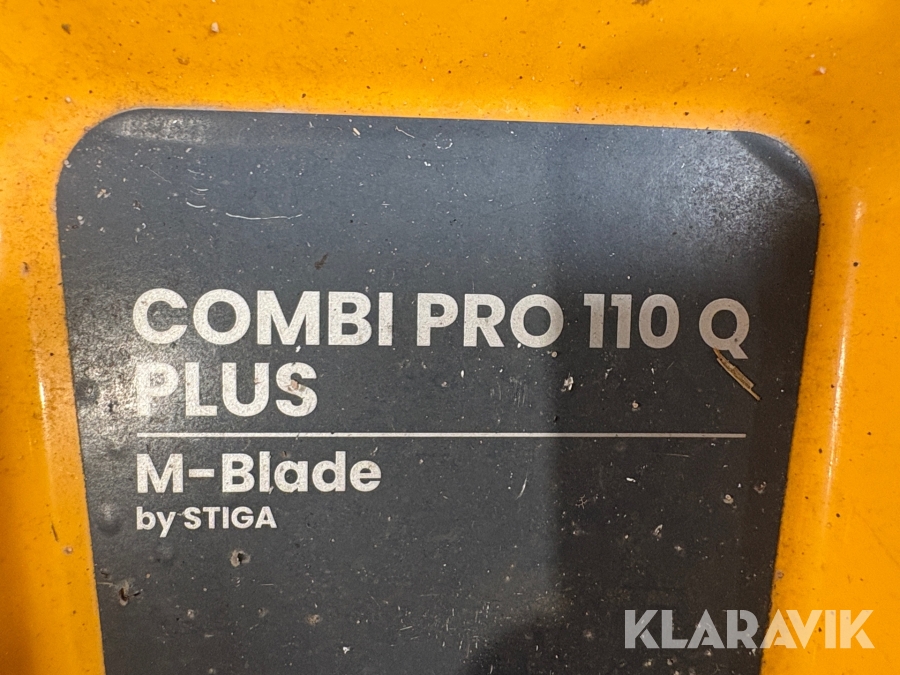 COMBI PRO 110 Q
PLUS
M-Blade
by STIGA
KLARAVIK